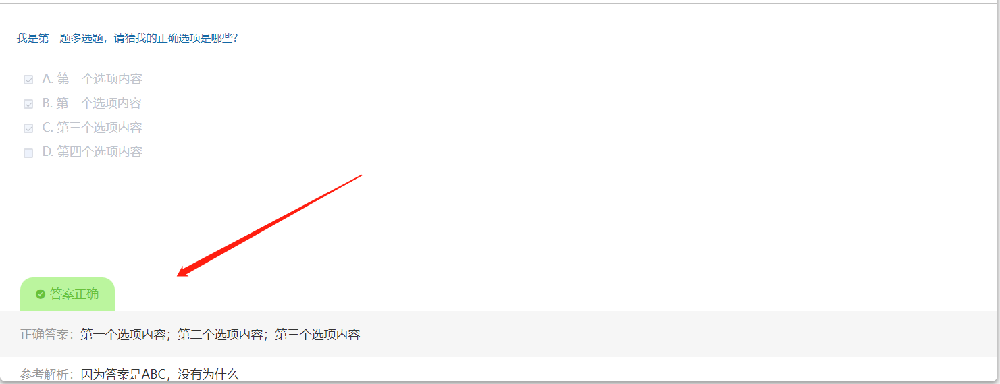 我是第一题多选题，请猜我的正确选项是哪些?
A. 第一个选项内容
B. 第二个选项内容
C. 第三个选项内容
D. 第四个选项内容
答案正确
正确答案：第一个选项内容；第二个选项内容；第三个选项内容
参考解析：因为答案是ABC，没有为什么